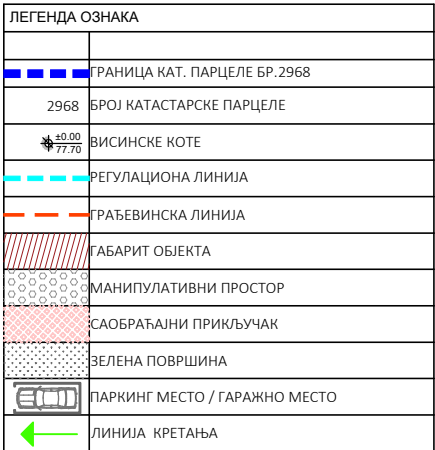 ЛЕГЕНДА ОЗНАКА
ГРАНИЦА КАТ. ПАРЦЕЛЕ БР.2968
2968 БРОЈ КАТАСТАРСКЕ ПАРЦЕЛЕ
±0.00
77.70
ВИСИНСКЕ КОТЕ
РЕГУЛАЦИОНА ЛИНИЈА
ГРАЂЕВИНСКА ЛИНИЈА
ГАБАРИТ ОБЈЕКТА
МАНИПУЛАТИВНИ ПРОСТОР
САОБРАЋАЈНИ ПРИКЉУЧАК
ЗЕЛЕНА ПОВРШИНА
ПАРКИНГ МЕСТО / ГАРАЖНО МЕСТО
ЛИНИЈА КРЕТАЊА